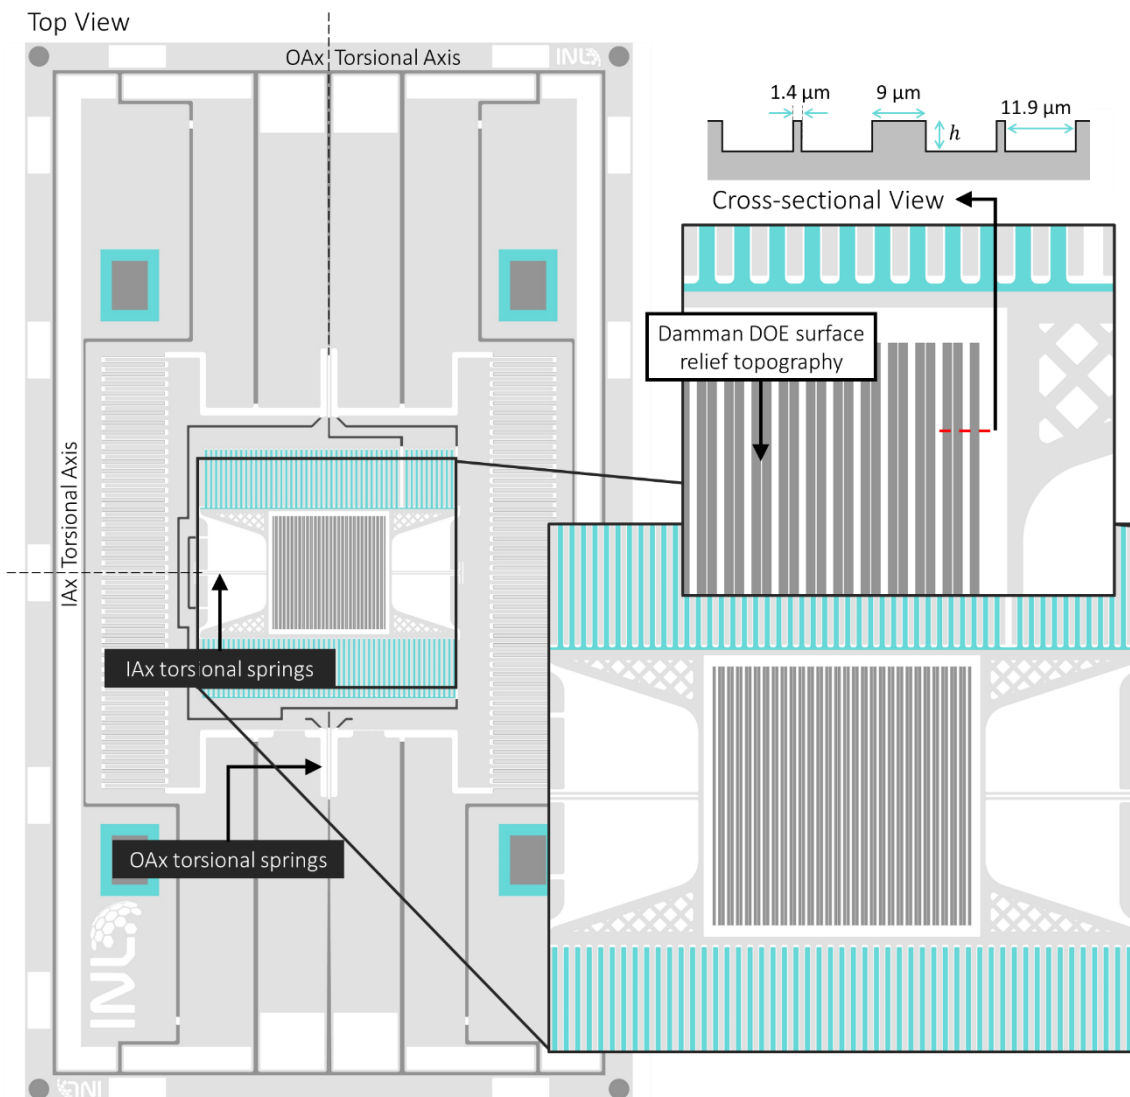 Top View
OAx Torsional Axis
INL
1.4 μm
9 μm
11.9 μm
h
Cross-sectional View
Damman DOE surface
relief topography
IAx Torsional Axis
IAx torsional springs
OAx torsional springs
INL
INL